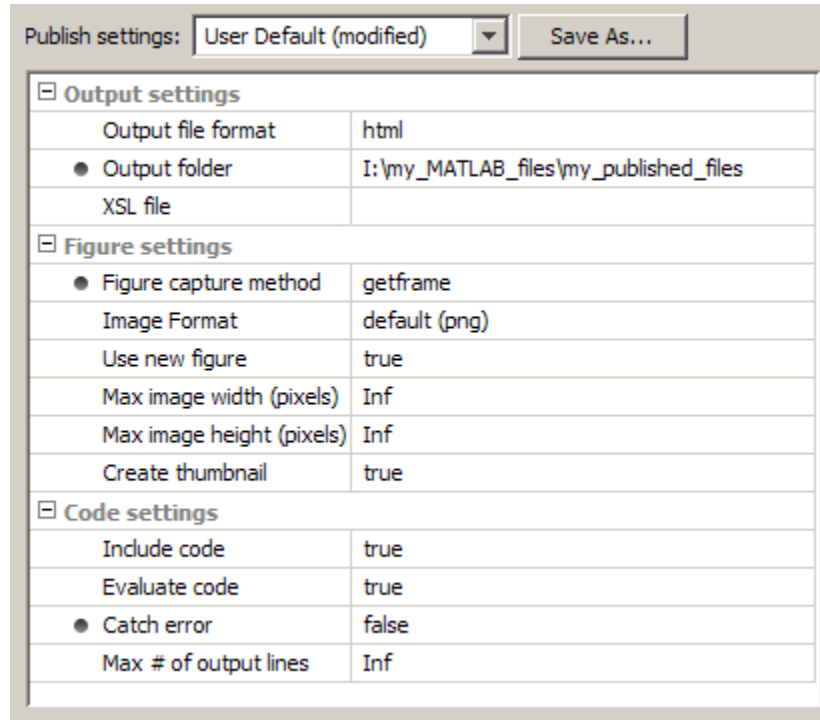 Publish settings: User Default (modified) Save As...
Output settings
Output file format html
Output folder I:\my_MATLAB_files\my_published_files
XSL file
Figure settings
Figure capture method getframe
Image Format default (png)
Use new figure true
Max image width (pixels) Inf
Max image height (pixels) Inf
Create thumbnail true
Code settings
Include code true
Evaluate code true
Catch error false
Max # of output lines Inf